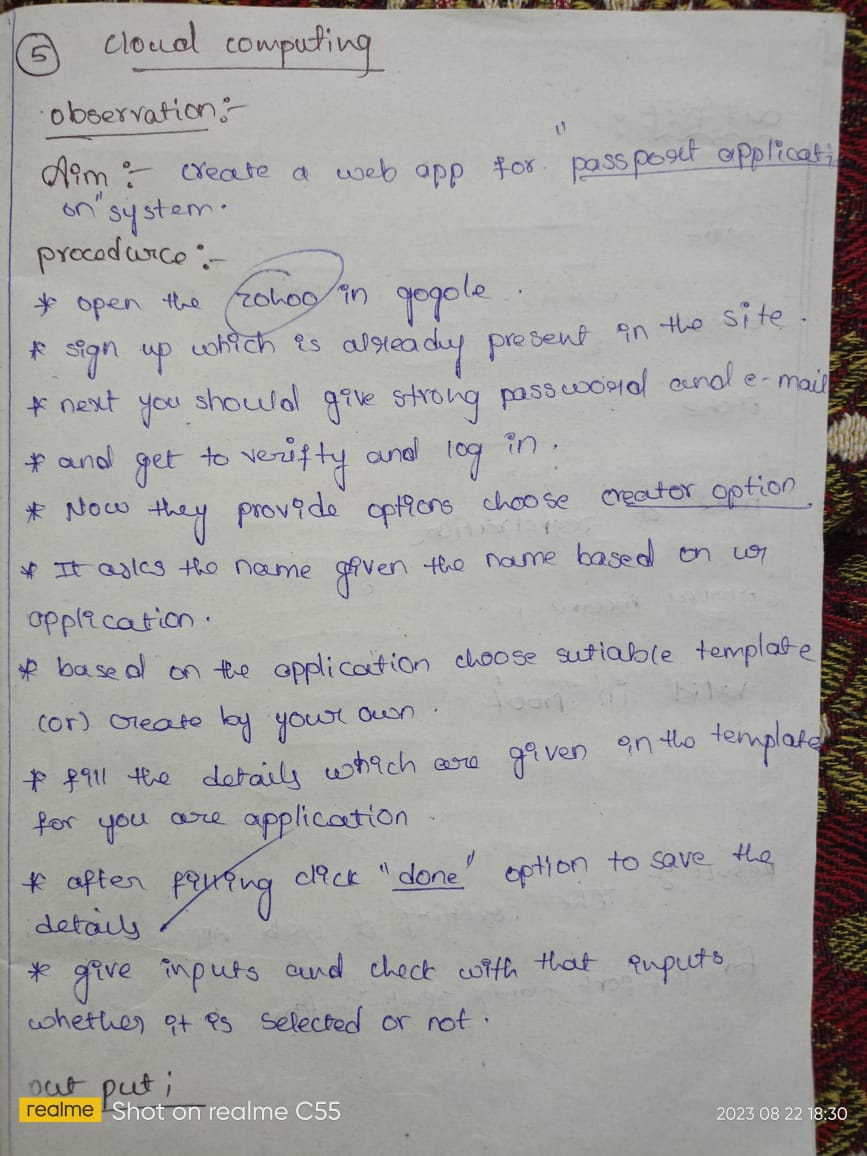 5 cloud computing
observation:-
Aim :- create a web app for "passport applicati
on" system.
procedurce :-
* open the zohoo in gogole.
* sign up which is already present in the site.
* next you should give strong password and e-mail
* and get to verifty and log in.
* Now they provide options choose creator option.
* It asks the name given the name based on ur
application.
* based on the application choose sutiable template
(or) create by your own.
* fill the details which are given in the template
for you are application.
* after filling click "done" option to save the
details
* give inputs and check with that inputs
whether it is selected or not.
out put ;
realme Shot on realme C55
2023 08 22 18:30